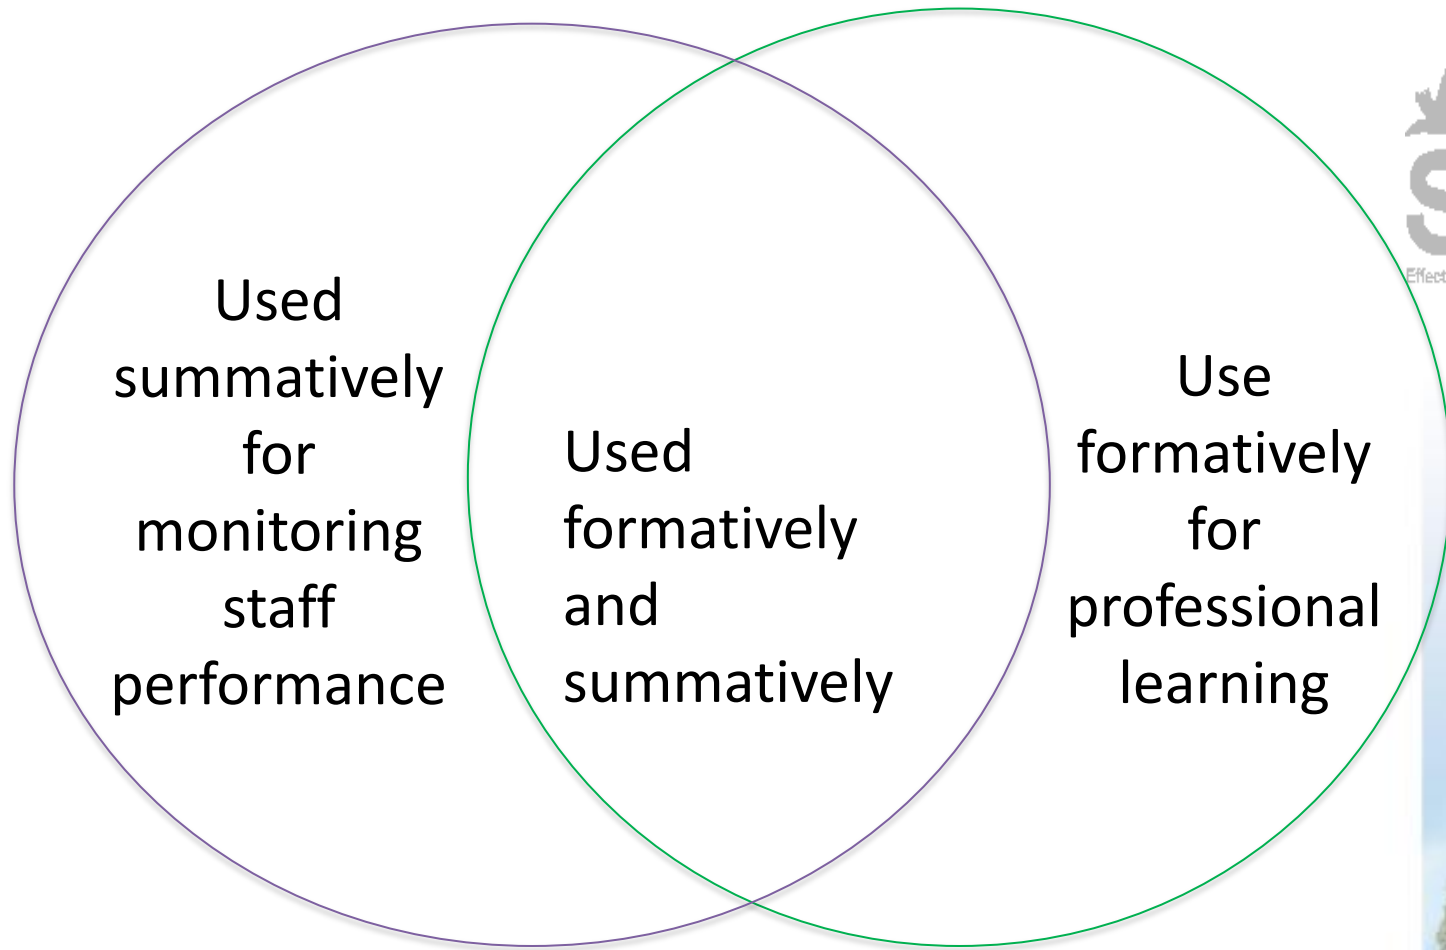 Used
summatively
for
monitoring
staff
performance
Used
formatively
and
summatively
Use
formatively
for
professional
learning